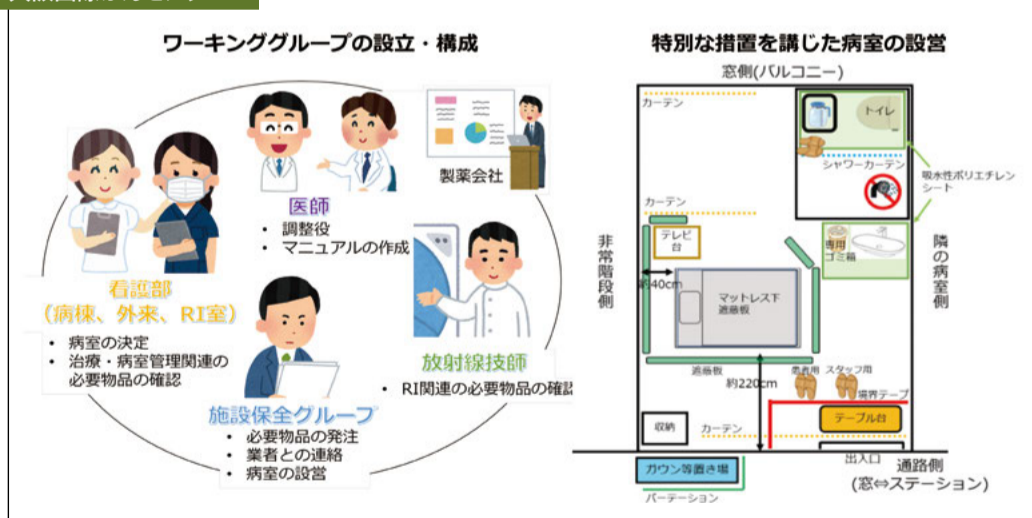 ワーキンググループの設立・構成
製薬会社
医師
・ 調整役
・ マニュアルの作成
看護部
(病棟、外来、RI室)
・ 病室の決定
・ 治療・病室管理関連の
必要物品の確認
放射線技師
・ RI関連の必要物品の確認
施設保全グループ
・ 必要物品の発注
・ 業者との連絡
・ 病室の設営
特別な措置を講じた病室の設営
窓側(バルコニー)
カーテン
トイレ
シャワーカーテン
吸水性ポリエチレン
シート
カーテン
テレビ
台
専用
ゴミ箱
非常階段側
隣の病室側
約40cm
マットレス下
遮蔽板
遮蔽板
約220cm
患者用
スタッフ用
境界テープ
テーブル台
収納
カーテン
出入口
通路側
(窓⇔ステーション)
ガウン等置き場
パーテーション